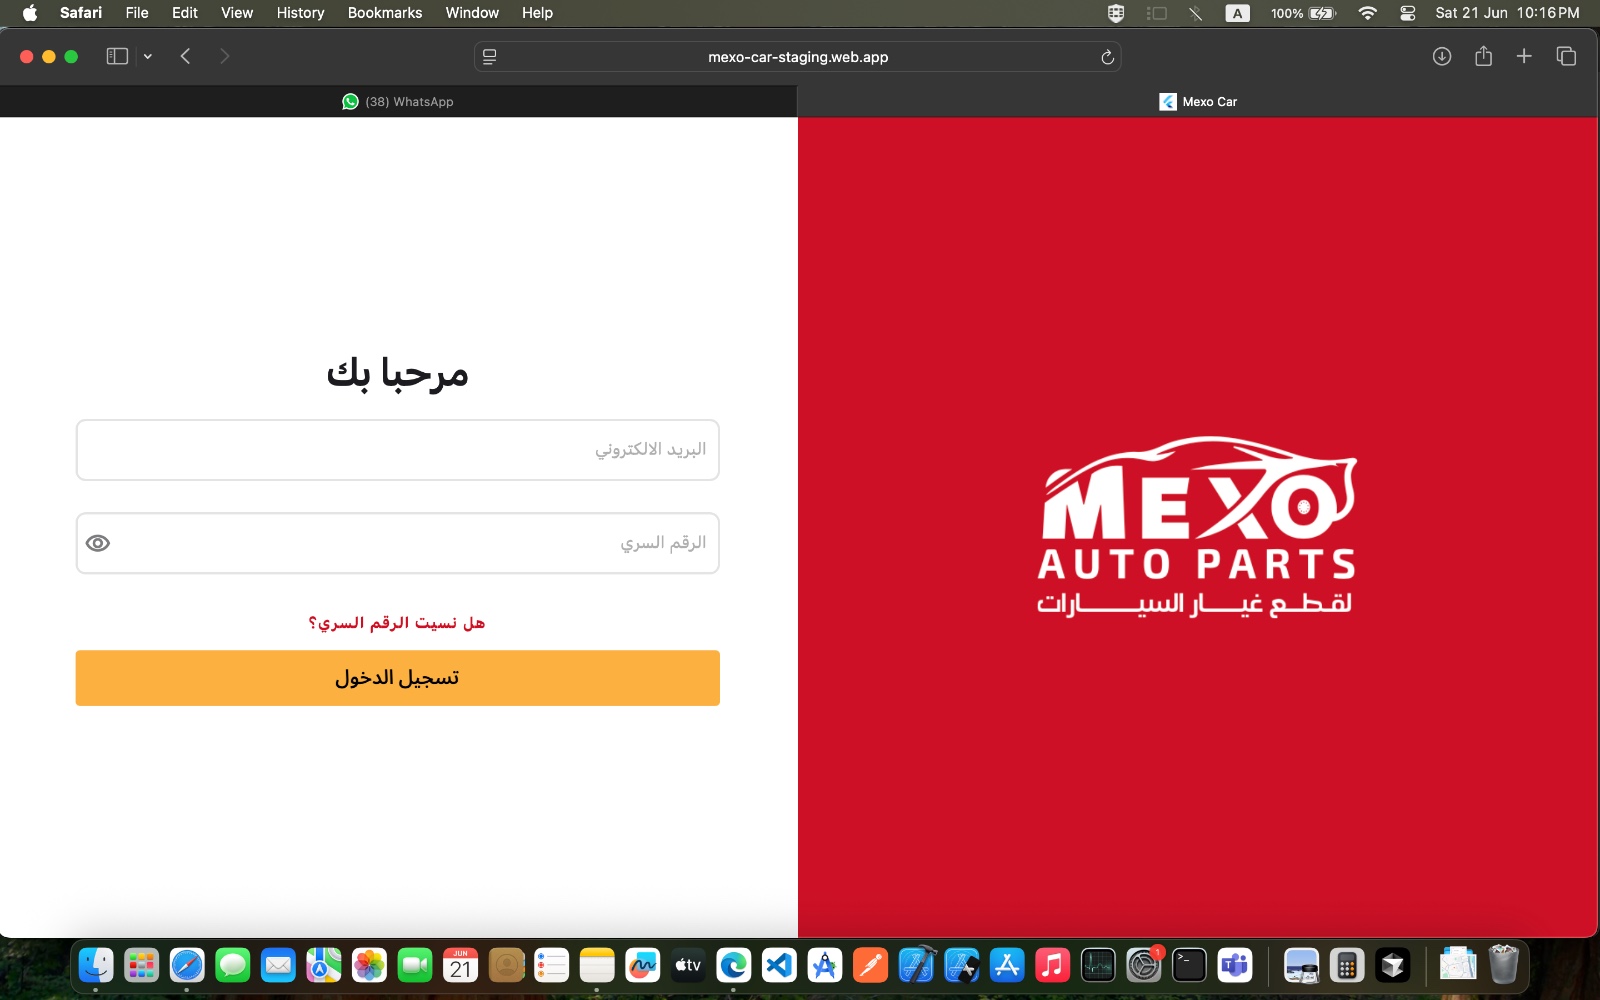 Safari File Edit View History Bookmarks Window Help A 100% Sat 21 Jun 10:16 PM
mexo-car-staging.web.app
(38) WhatsApp
Mexo Car
مرحبا بك
البريد الالكتروني
الرقم السري
هل نسيت الرقم السري؟
تسجيل الدخول
MEXO
AUTO PARTS
لقطع غيار السيارات
JUN
21
tv
1